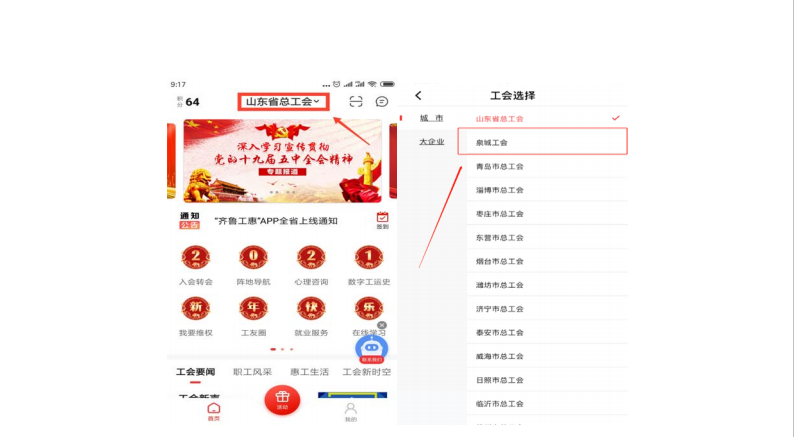 9:17
积分 64
山东省总工会
深入学习宣传贯彻
党的十九届五中全会精神
专题报道
通知
公告
"齐鲁工惠"APP全省上线通知
签到
2 0 2 1
入会转会 阵地导航 心理咨询 数字工运史
新 年 快 乐
我要维权 工友圈 就业服务 在线学习
联系我们
工会要闻 职工风采 惠工生活 工会新时空
活动
首页
我的
工会选择
城 市
大企业
山东省总工会
泉城工会
青岛市总工会
淄博市总工会
枣庄市总工会
东营市总工会
烟台市总工会
潍坊市总工会
济宁市总工会
泰安市总工会
威海市总工会
日照市总工会
临沂市总工会